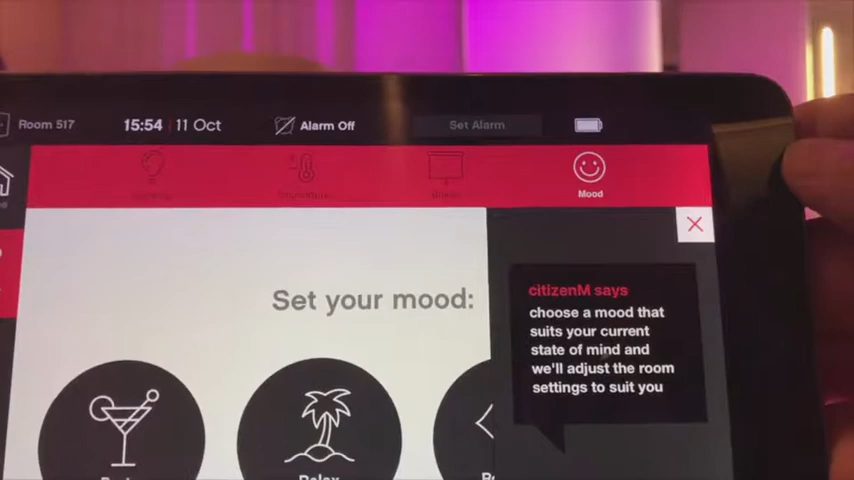 Room 517
15:54 11 Oct
Alarm Off
Set Alarm
Mood
Set your mood:
citizenM says
choose a mood that
suits your current
state of mind and
we'll adjust the room
settings to suit you
Relax